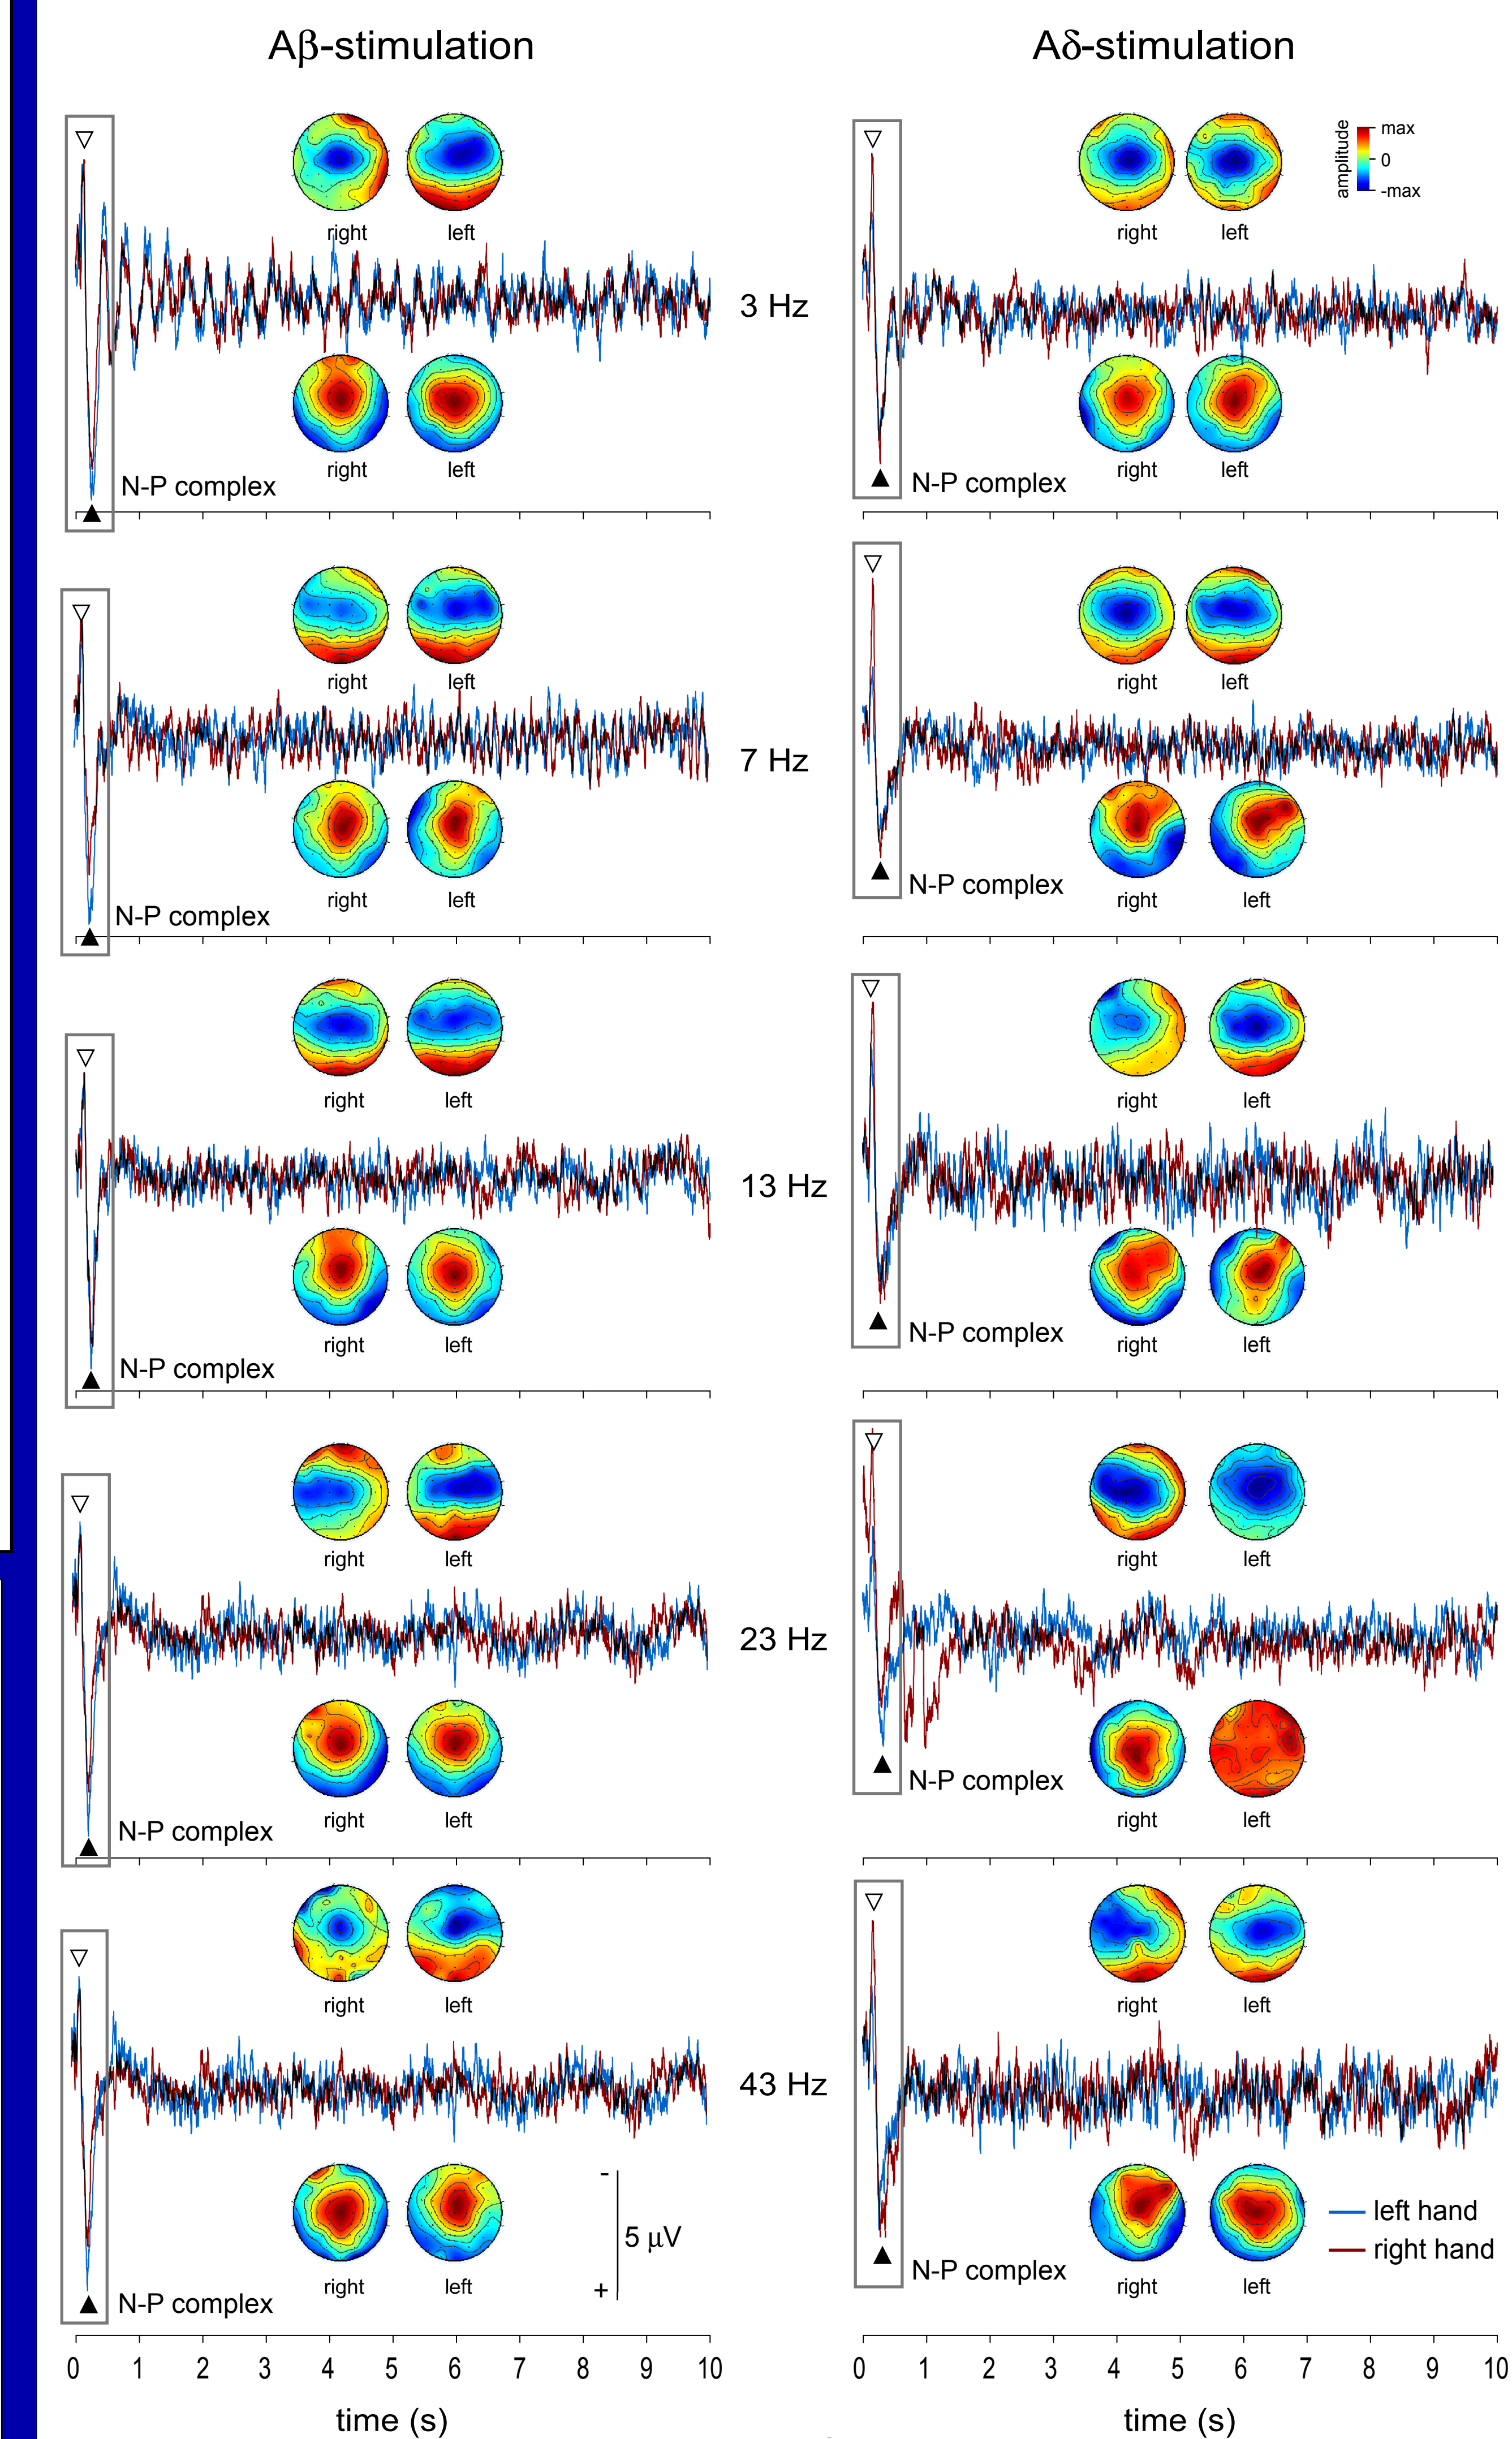 Aβ-stimulation
Aδ-stimulation
amplitude
max
0
-max
right left
right left
3 Hz
right left
right left
N-P complex
N-P complex
right left
right left
7 Hz
right left
right left
N-P complex
N-P complex
right left
right left
13 Hz
right left
right left
N-P complex
N-P complex
right left
right left
23 Hz
right left
right left
N-P complex
N-P complex
right left
right left
43 Hz
-
5 μV
+
left hand
right hand
right left
right left
N-P complex
N-P complex
0 1 2 3 4 5 6 7 8 9 10
0 1 2 3 4 5 6 7 8 9 10
time (s)
time (s)